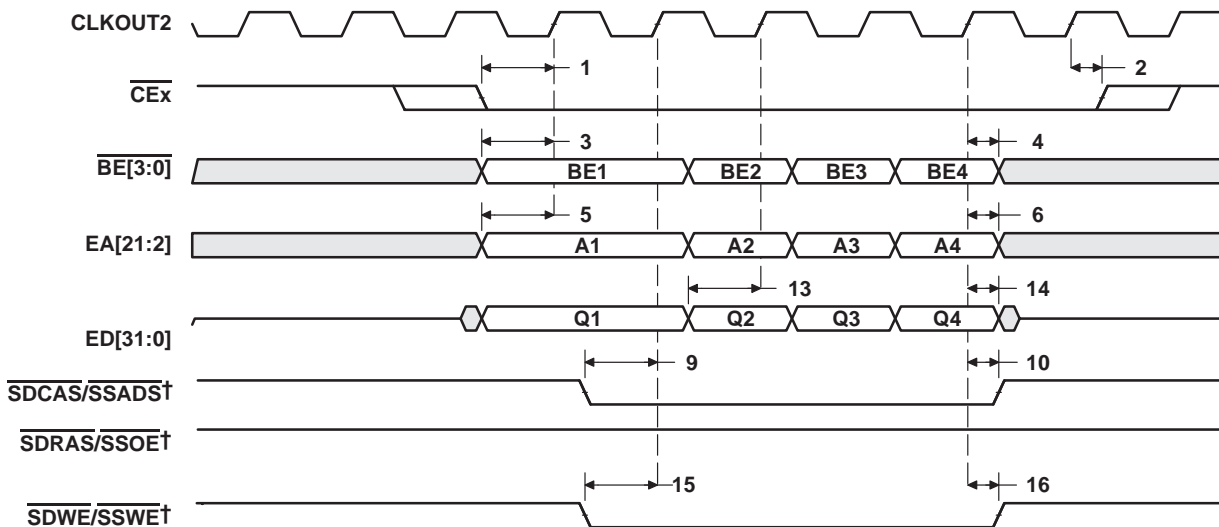 CLKOUT2
1 2
CEx
3 4
BE[3:0] BE1 BE2 BE3 BE4
5 6
EA[21:2] A1 A2 A3 A4
13 14
ED[31:0] Q1 Q2 Q3 Q4
9 10
SDCAS/SSADS†
SDRAS/SSOE†
15 16
SDWE/SSWE†